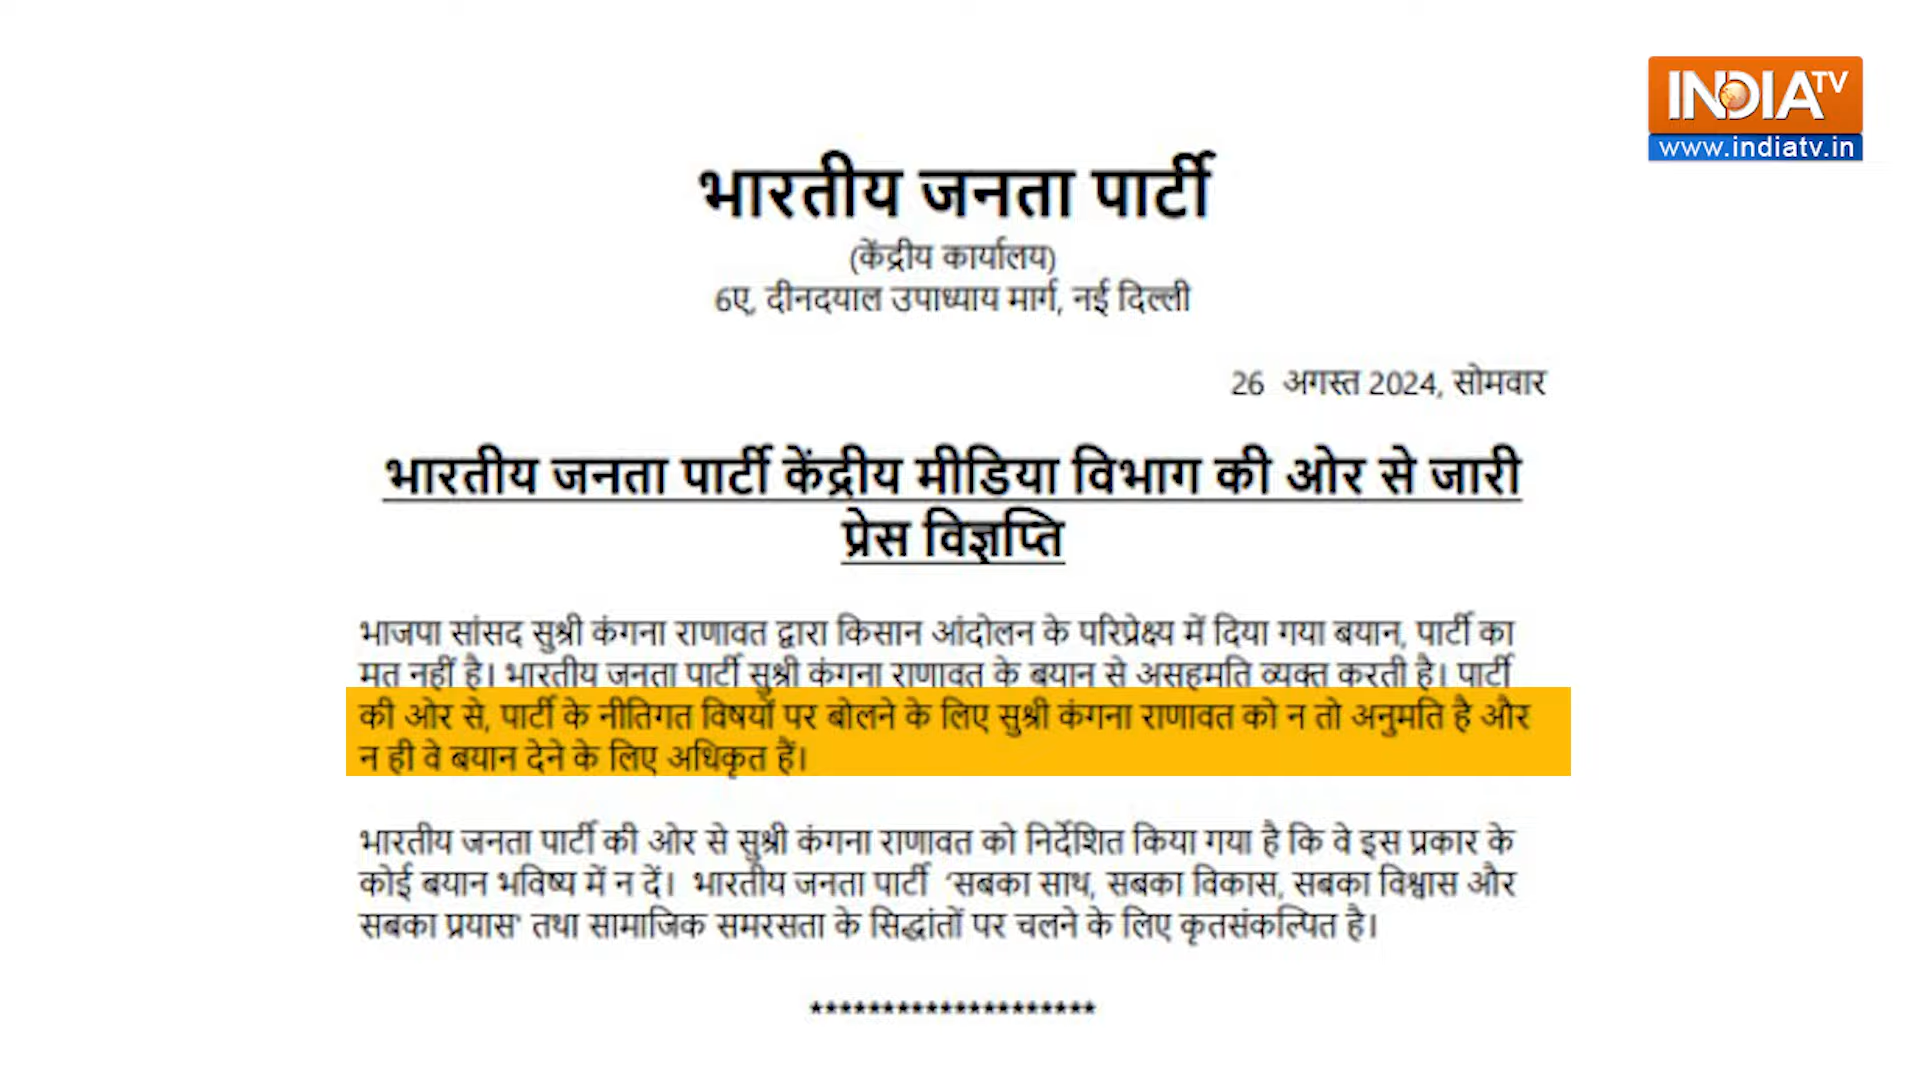 INDIA TV
www.indiatv.in
भारतीय जनता पार्टी
(केंद्रीय कार्यालय)
6ए, दीनदयाल उपाध्याय मार्ग, नई दिल्ली
26 अगस्त 2024, सोमवार
भारतीय जनता पार्टी केंद्रीय मीडिया विभाग की ओर से जारी
प्रेस विज्ञप्ति
भाजपा सांसद सुश्री कंगना राणावत द्वारा किसान आंदोलन के परिप्रेक्ष्य में दिया गया बयान, पार्टी का
मत नहीं है। भारतीय जनता पार्टी सुश्री कंगना राणावत के बयान से असहमति व्यक्त करती है। पार्टी
की ओर से, पार्टी के नीतिगत विषयों पर बोलने के लिए सुश्री कंगना राणावत को न तो अनुमति है और
न ही वे बयान देने के लिए अधिकृत हैं।
भारतीय जनता पार्टी की ओर से सुश्री कंगना राणावत को निर्देशित किया गया है कि वे इस प्रकार के
कोई बयान भविष्य में न दें। भारतीय जनता पार्टी ‘सबका साथ, सबका विकास, सबका विश्वास और
सबका प्रयास' तथा सामाजिक समरसता के सिद्धांतों पर चलने के लिए कृतसंकल्पित है।
********************